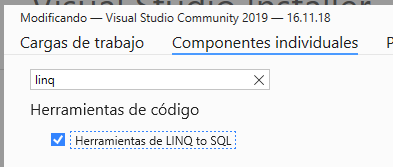 Modificando — Visual Studio Community 2019 — 16.11.18
Cargas de trabajo Componentes individuales
linq
Herramientas de código
Herramientas de LINQ to SQL